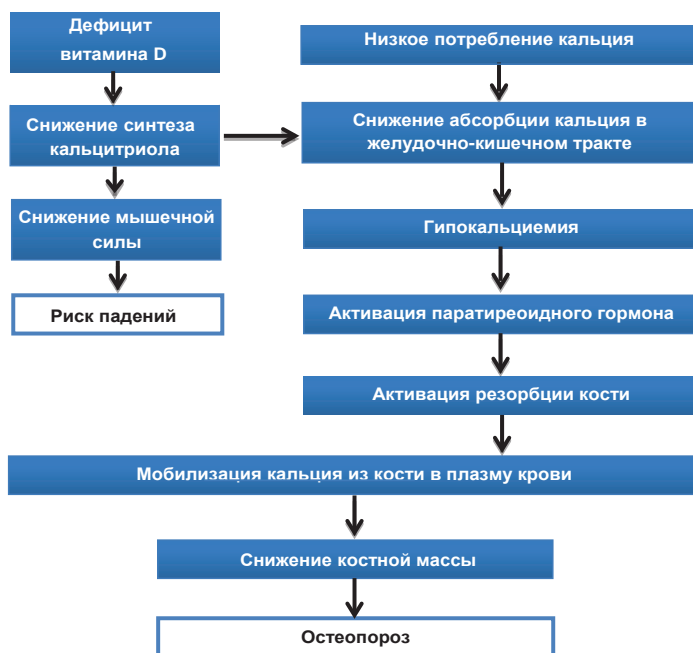 Дефицит
витамина D
Снижение синтеза
кальцитриола
Снижение мышечной
силы
Риск падений
Низкое потребление кальция
Снижение абсорбции кальция в
желудочно-кишечном тракте
Гипокальциемия
Активация паратиреоидного гормона
Активация резорбции кости
Мобилизация кальция из кости в плазму крови
Снижение костной массы
Остеопороз